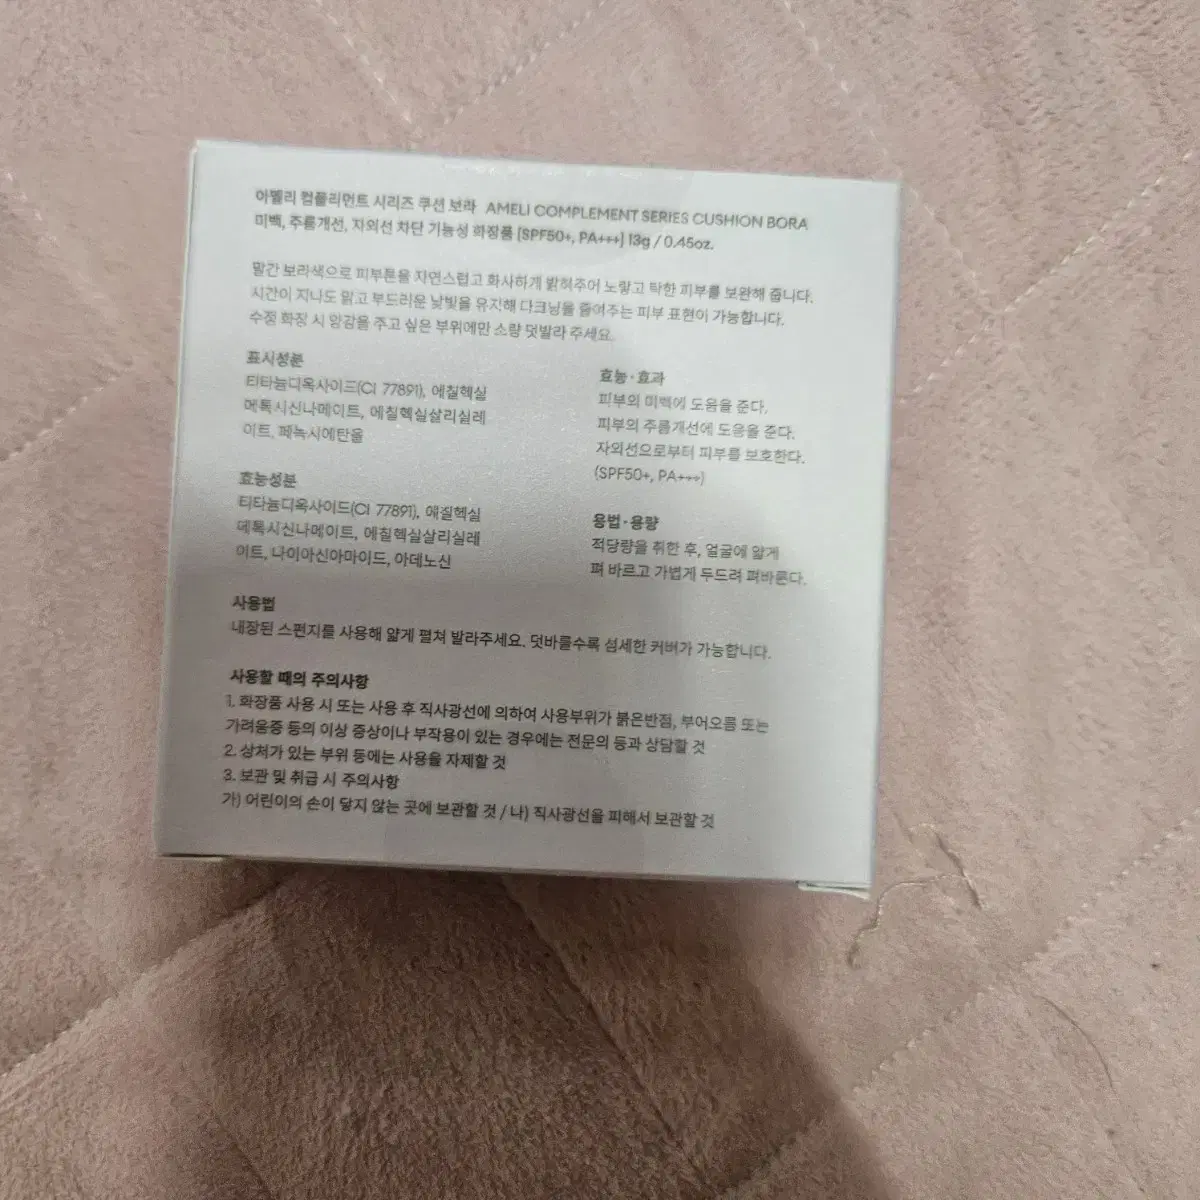 아멜리 컴플리먼트 시리즈 쿠션 보라 AMELI COMPLEMENT SERIES CUSHION BORA
미백, 주름개선, 자외선 차단 기능성 화장품 [SPF50+, PA+++] 13g / 0.45oz.
말간 보라색으로 피부톤을 자연스럽고 화사하게 밝혀주어 노랗고 탁한 피부를 보완해 줍니다.
시간이 지나도 맑고 부드러운 낯빛을 유지해 다크닝을 줄여주는 피부 표현이 가능합니다.
수정 화장 시 양감을 주고 싶은 부위에만 소량 덧발라 주세요.
표시성분
티타늄디옥사이드(CI 77891), 에칠헥실
메톡시신나메이트, 에칠헥실살리실레
이트, 페녹시에탄올
효능성분
티타늄디옥사이드(CI 77891), 에칠헥실
메톡시신나메이트, 에칠헥실살리실레
이트, 나이아신아마이드, 아데노신
효능·효과
피부의 미백에 도움을 준다.
피부의 주름개선에 도움을 준다.
자외선으로부터 피부를 보호한다.
(SPF50+, PA+++)
용법·용량
적당량을 취한 후, 얼굴에 얇게
펴 바르고 가볍게 두드려 펴바른다.
사용법
내장된 스펀지를 사용해 얇게 펼쳐 발라주세요. 덧바를수록 섬세한 커버가 가능합니다.
사용할 때의 주의사항
1. 화장품 사용 시 또는 사용 후 직사광선에 의하여 사용부위가 붉은반점, 부어오름 또는
가려움증 등의 이상 증상이나 부작용이 있는 경우에는 전문의 등과 상담할 것
2. 상처가 있는 부위 등에는 사용을 자제할 것
3. 보관 및 취급 시 주의사항
가) 어린이의 손이 닿지 않는 곳에 보관할 것 / 나) 직사광선을 피해서 보관할 것